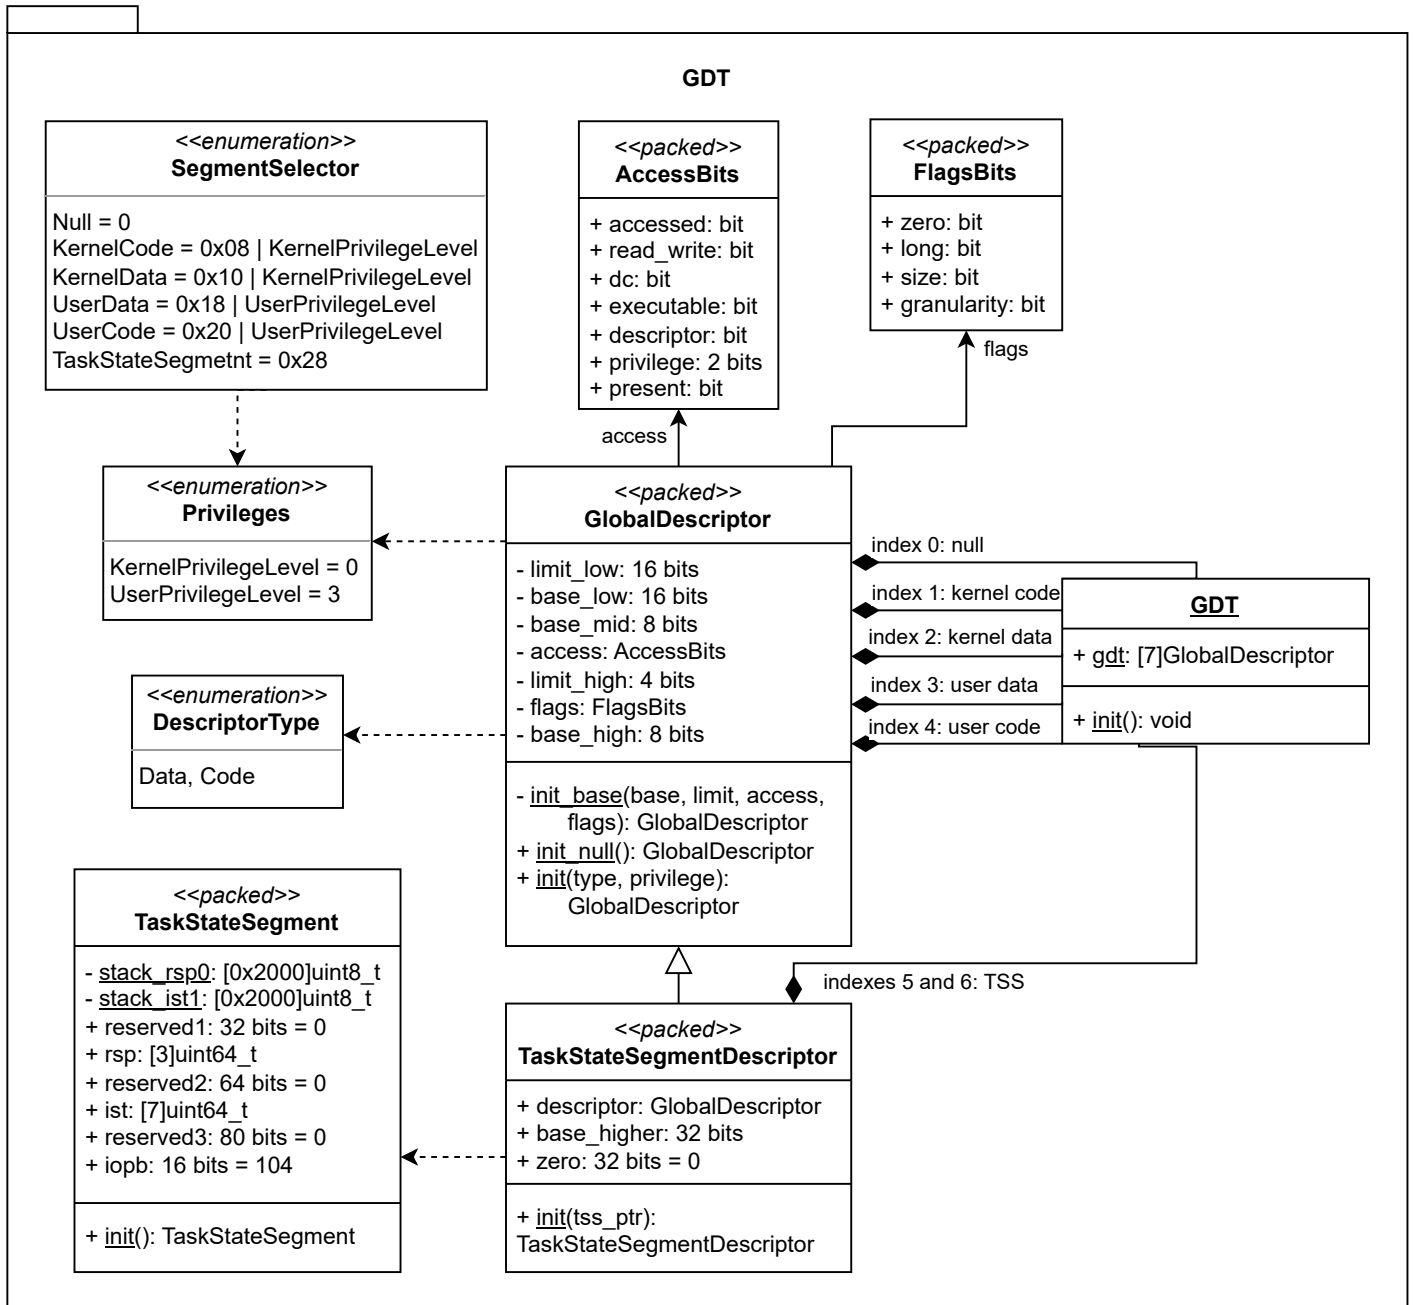 GDT
<<enumeration>>
SegmentSelector
Null = 0
KernelCode = 0x08 | KernelPrivilegeLevel
KernelData = 0x10 | KernelPrivilegeLevel
UserData = 0x18 | UserPrivilegeLevel
UserCode = 0x20 | UserPrivilegeLevel
TaskStateSegmetnt = 0x28
<<packed>>
AccessBits
+ accessed: bit
+ read_write: bit
+ dc: bit
+ executable: bit
+ descriptor: bit
+ privilege: 2 bits
+ present: bit
<<packed>>
FlagsBits
+ zero: bit
+ long: bit
+ size: bit
+ granularity: bit
flags
access
<<enumeration>>
Privileges
KernelPrivilegeLevel = 0
UserPrivilegeLevel = 3
<<packed>>
GlobalDescriptor
- limit_low: 16 bits
- base_low: 16 bits
- base_mid: 8 bits
- access: AccessBits
- limit_high: 4 bits
- flags: FlagsBits
- base_high: 8 bits
- init_base(base, limit, access,
flags): GlobalDescriptor
+ init_null(): GlobalDescriptor
+ init(type, privilege):
GlobalDescriptor
index 0: null
index 1: kernel code
index 2: kernel data
index 3: user data
index 4: user code
GDT
+ gdt: [7]GlobalDescriptor
+ init(): void
<<enumeration>>
DescriptorType
Data, Code
<<packed>>
TaskStateSegment
- stack_rsp0: [0x2000]uint8_t
- stack_ist1: [0x2000]uint8_t
+ reserved1: 32 bits = 0
+ rsp: [3]uint64_t
+ reserved2: 64 bits = 0
+ ist: [7]uint64_t
+ reserved3: 80 bits = 0
+ iopb: 16 bits = 104
+ init(): TaskStateSegment
indexes 5 and 6: TSS
<<packed>>
TaskStateSegmentDescriptor
+ descriptor: GlobalDescriptor
+ base_higher: 32 bits
+ zero: 32 bits = 0
+ init(tss_ptr):
TaskStateSegmentDescriptor